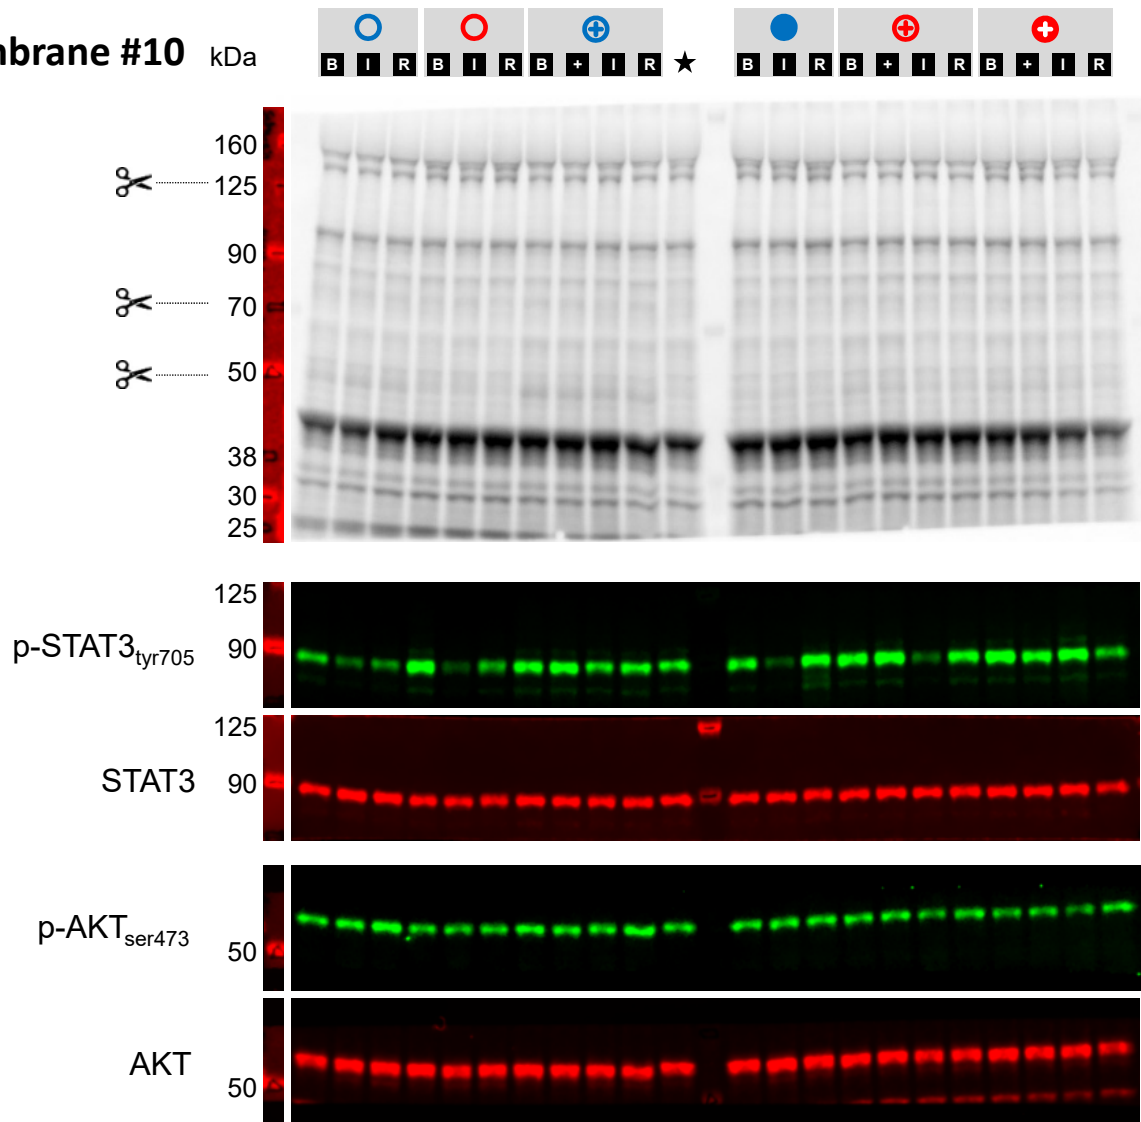 mbrane #10 kDa
B I R B I R B + I R ★ B I R B + I R B + I R
160
125
90
70
50
38
30
25
125
p-STAT3tyr705 90
125
STAT3 90
p-AKTser473
50
AKT
50